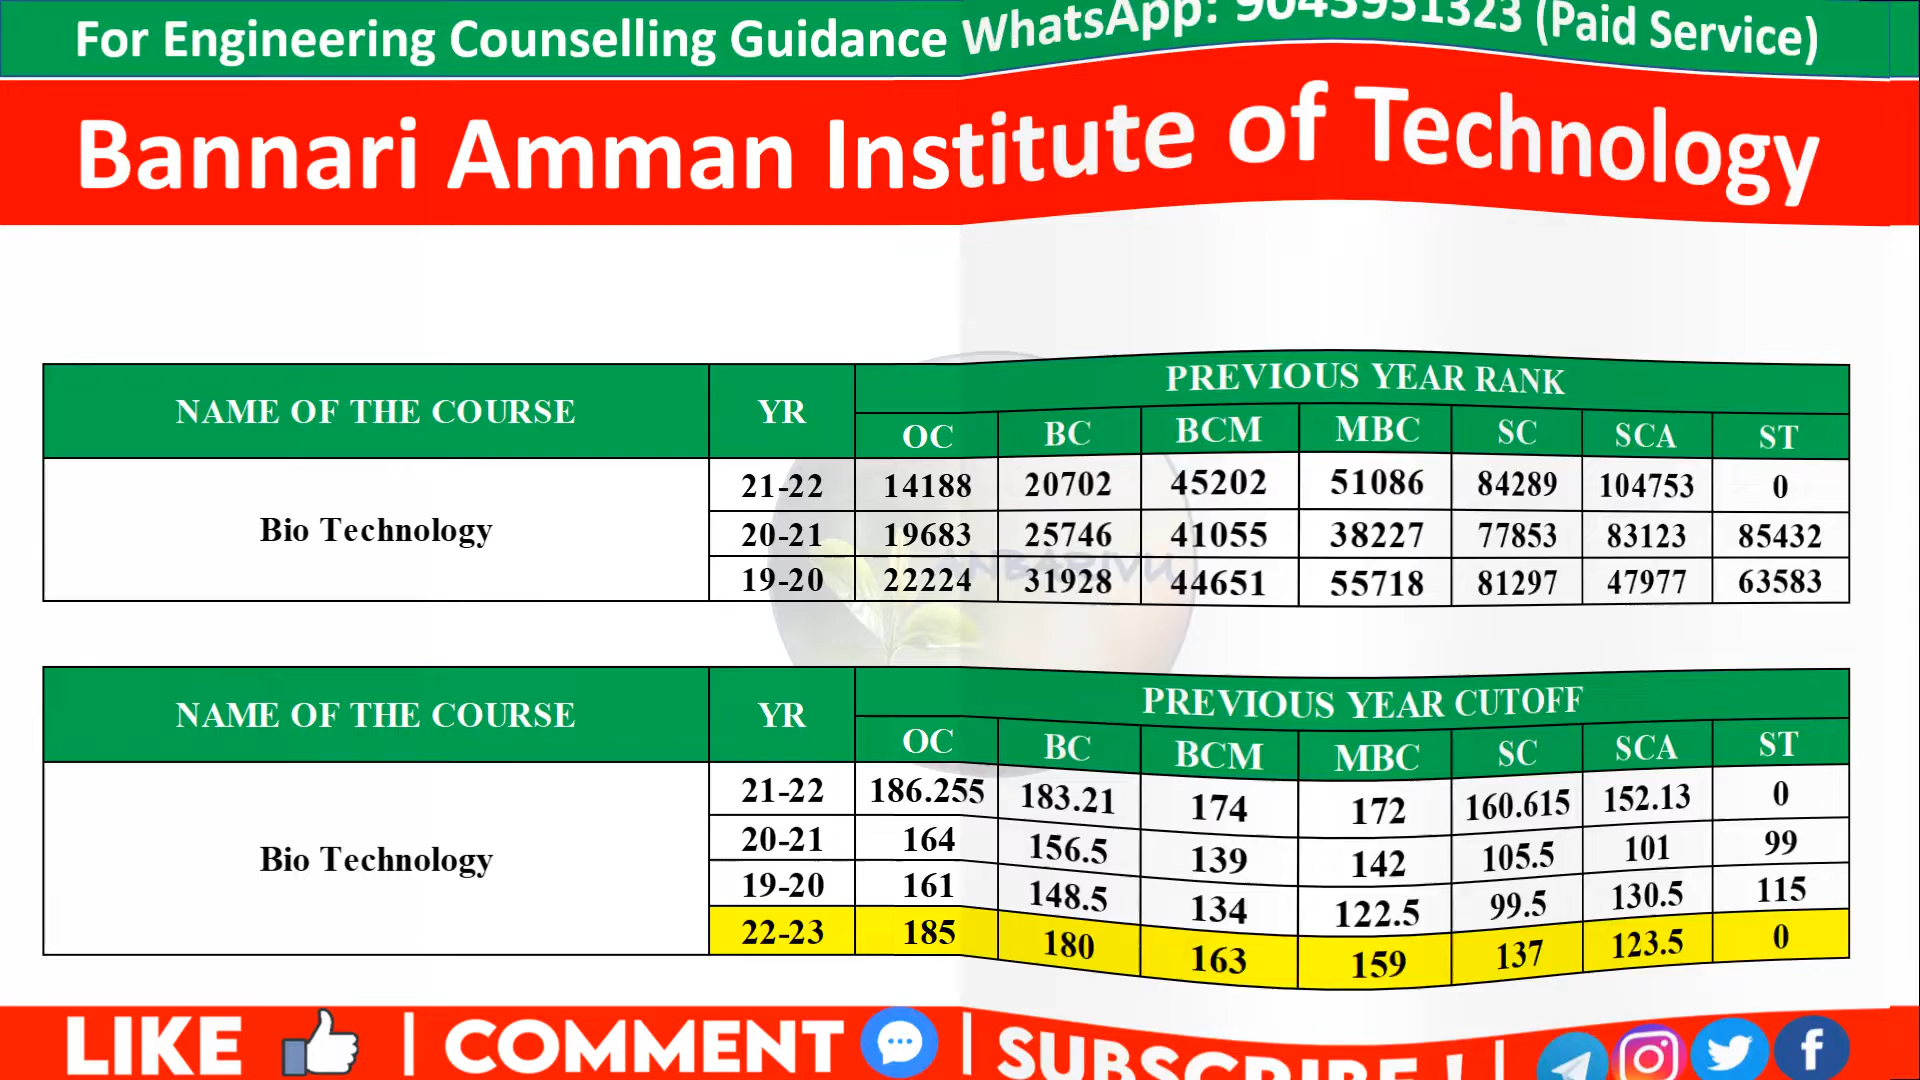 For Engineering Counselling Guidance WhatsApp: 9043951323 (Paid Service)
Bannari Amman Institute of Technology
NAME OF THE COURSE YR PREVIOUS YEAR RANK
OC BC BCM MBC SC SCA ST
Bio Technology
21-22 14188 20702 45202 51086 84289 104753 0
20-21 19683 25746 41055 38227 77853 83123 85432
19-20 22224 31928 44651 55718 81297 47977 63583
ANBARIVU
NAME OF THE COURSE YR PREVIOUS YEAR CUTOFF
OC BC BCM MBC SC SCA ST
Bio Technology
21-22 186.255 183.21 174 172 160.615 152.13 0
20-21 164 156.5 139 142 105.5 101 99
19-20 161 148.5 134 122.5 99.5 130.5 115
22-23 185 180 163 159 137 123.5 0
LIKE | COMMENT | SUBSCRIBE ! |